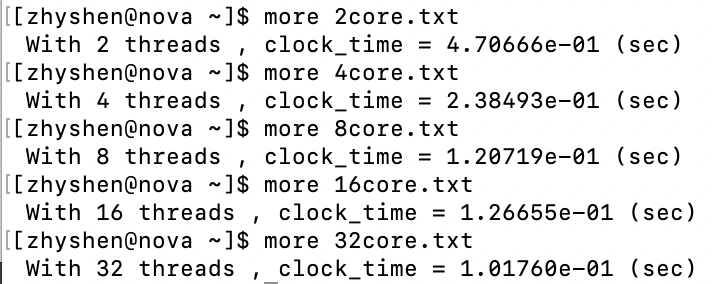 [[zhyshen@nova ~]$ more 2core.txt
With 2 threads , clock_time = 4.70666e-01 (sec)
[[zhyshen@nova ~]$ more 4core.txt
With 4 threads , clock_time = 2.38493e-01 (sec)
[[zhyshen@nova ~]$ more 8core.txt
With 8 threads , clock_time = 1.20719e-01 (sec)
[[zhyshen@nova ~]$ more 16core.txt
With 16 threads , clock_time = 1.26655e-01 (sec)
[[zhyshen@nova ~]$ more 32core.txt
With 32 threads , clock_time = 1.01760e-01 (sec)